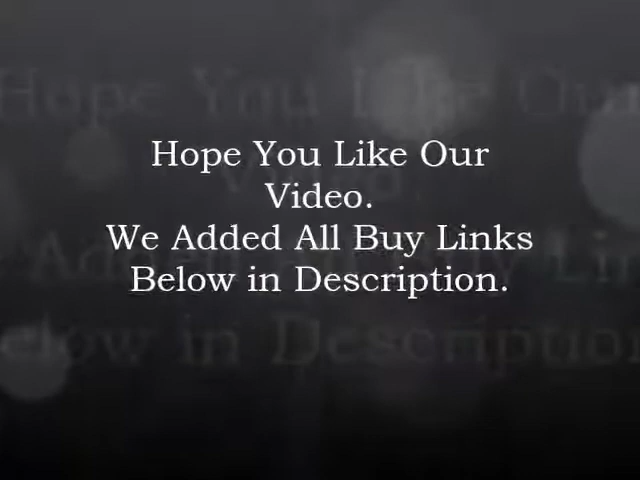 Hope You Like Our
Video.
We Added All Buy Links
Below in Description.